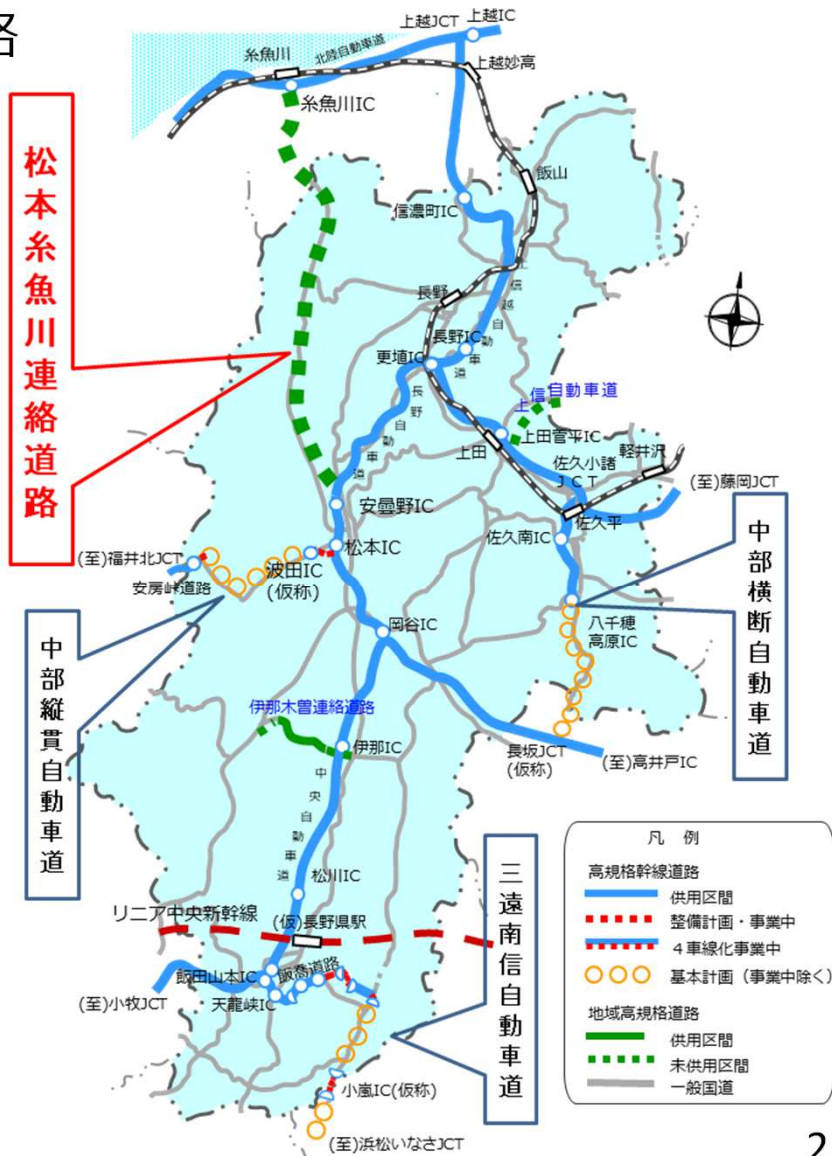 路
上越JCT
上越IC
糸魚川
北陸自動車道
上越妙高
糸魚川IC
松本糸魚川連絡道路
飯山
信濃町IC
上信越自動車道
長野
長野IC
更埴IC
長野自動車道
上信自動車道
上田菅平IC
上田
佐久小諸
JCT
軽井沢
(至)藤岡JCT
佐久平
安曇野IC
佐久南IC
松本IC
(至)福井北JCT
波田IC
(仮称)
安房峠道路
中部横断自動車道
八千穂
高原IC
岡谷IC
中部縦貫自動車道
伊那木曽連絡道路
伊那IC
長坂JCT
(仮称)
(至)高井戸IC
中央自動車道
松川IC
三遠南信自動車道
リニア中央新幹線
(仮)長野県駅
飯田山本IC
飯喬道路
(至)小牧JCT
天龍峡IC
小嵐IC(仮称)
(至)浜松いなさJCT
凡 例
高規格幹線道路
供用区間
整備計画・事業中
4車線化事業中
基本計画(事業中除く)
地域高規格道路
供用区間
未供用区間
一般国道
2